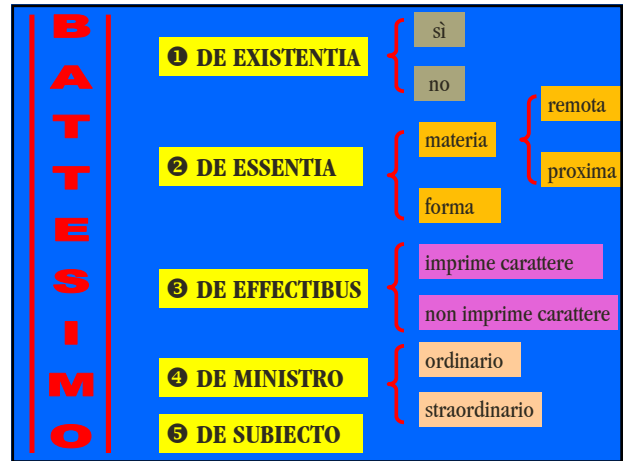 BATTESIMO
❶ DE EXISTENTIA
sì
no
❷ DE ESSENTIA
materia
remota
proxima
forma
❸ DE EFFECTIBUS
imprime carattere
non imprime carattere
❹ DE MINISTRO
ordinario
straordinario
❺ DE SUBIECTO